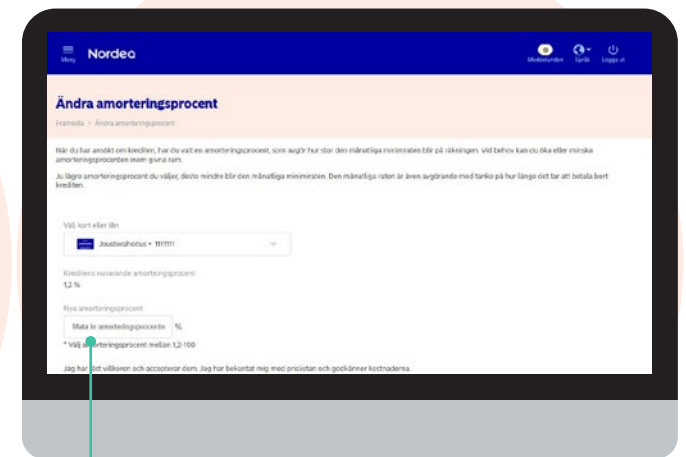 Meny
Nordea
Meddelanden
Språk
Logga ut
Ändra amorteringsprocent
Framsida > Ändra amorteringsprocent
När du har ansökt om krediten, har du valt en amorteringsprocent, som avgör hur stor den månatliga minimiraten blir på räkningen. Vid behov kan du öka eller minska
amorteringsprocenten inom givna ram.
Ju lägre amorteringsprocent du väljer, desto mindre blir den månatliga minimiraten. Den månatliga raten är även avgörande med tanke på hur länge det tar att betala bort
krediten.
Välj kort eller lån
Joustorahoitus • 1111111
Kreditens nuvarande amorteringsprocent
1,2 %
Nya amorteringsprocent
Mata in amorteringsprocente %
* Välj amorteringsprocent mellan 1,2-100
Jag har läst villkoren och accepterar dem. Jag har bekantat mig med prislistan och godkänner kostnaderna.